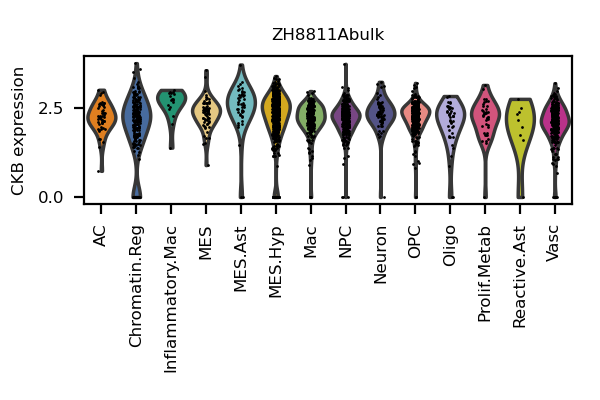 ZH8811Abulk
CKB expression
2.5
0.0
AC
Chromatin.Reg
Inflammatory.Mac
MES
MES.Ast
MES.Hyp
Mac
NPC
Neuron
OPC
Oligo
Prolif.Metab
Reactive.Ast
Vasc